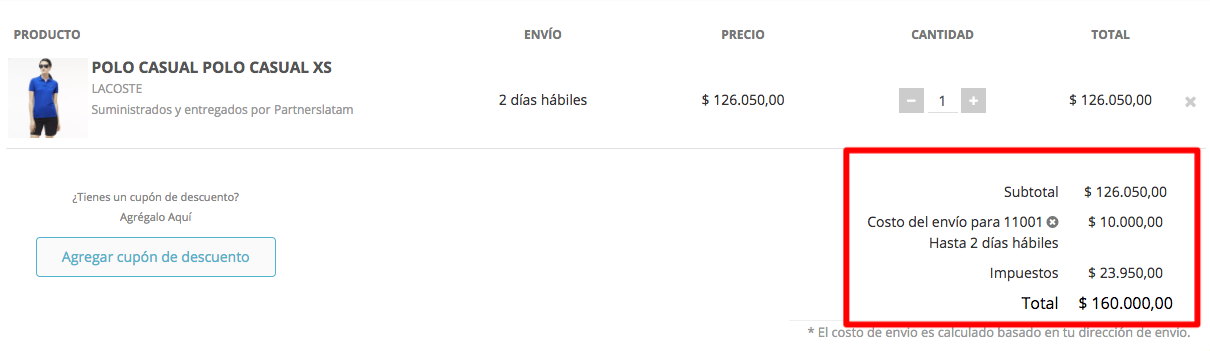 PRODUCTO ENVÍO PRECIO CANTIDAD TOTAL
POLO CASUAL POLO CASUAL XS
LACOSTE
Suministrados y entregados por Partnerslatam
2 días hábiles $ 126.050,00 − 1 + $ 126.050,00 ×
¿Tienes un cupón de descuento?
Agrégalo Aquí
Agregar cupón de descuento
Subtotal $ 126.050,00
Costo del envío para 11001 $ 10.000,00
Hasta 2 días hábiles
Impuestos $ 23.950,00
Total $ 160.000,00
* El costo de envío es calculado basado en tu dirección de envío.